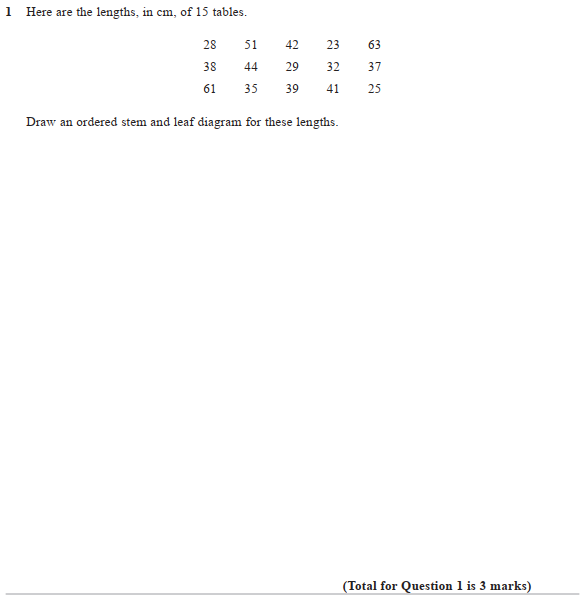 1 Here are the lengths, in cm, of 15 tables.
28 51 42 23 63
38 44 29 32 37
61 35 39 41 25
Draw an ordered stem and leaf diagram for these lengths.
(Total for Question 1 is 3 marks)